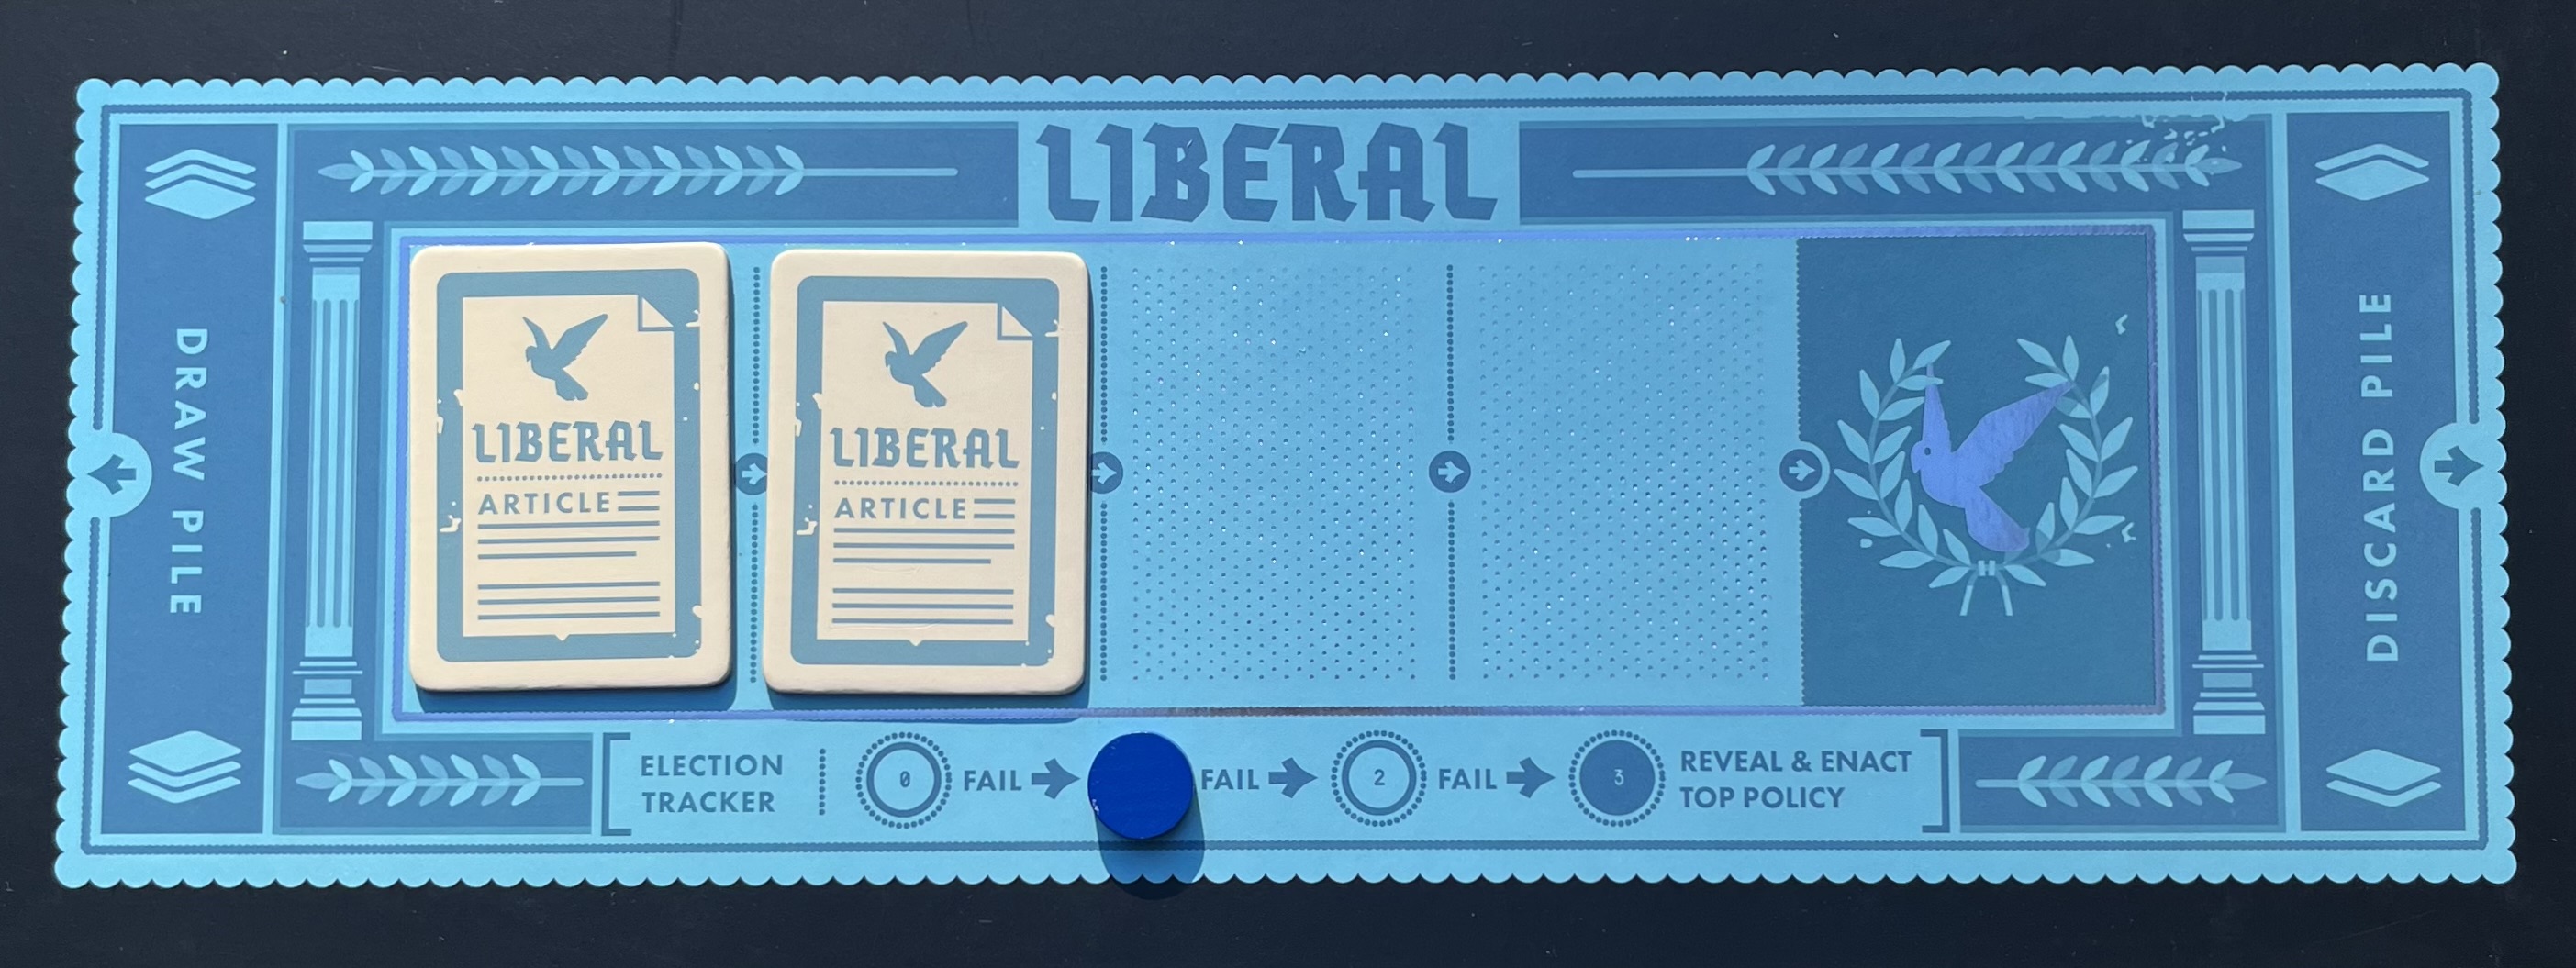 LIBERAL
DRAW PILE
LIBERAL
ARTICLE
LIBERAL
ARTICLE
DISCARD PILE
ELECTION
TRACKER
0 FAIL FAIL 2 FAIL 3
REVEAL & ENACT
TOP POLICY